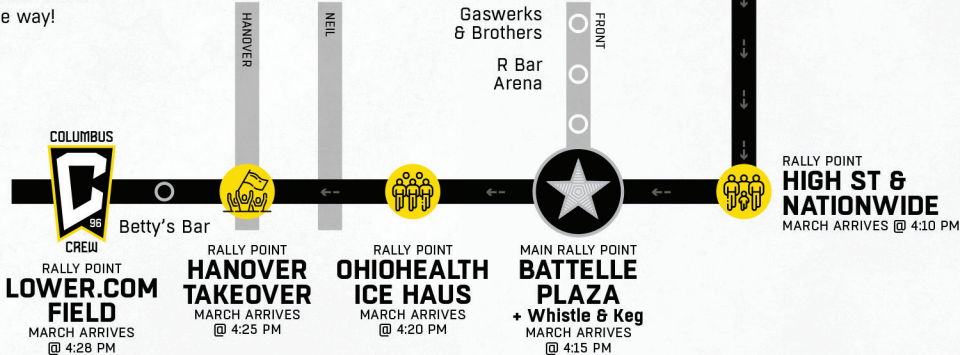 e way!
HANOVER
NEIL
Gaswerks
& Brothers
FRONT
R Bar
Arena
COLUMBUS
C
96
CREW
Betty's Bar
RALLY POINT
HIGH ST &
NATIONWIDE
MARCH ARRIVES @ 4:10 PM
RALLY POINT
LOWER.COM
FIELD
MARCH ARRIVES
@ 4:28 PM
RALLY POINT
HANOVER
TAKEOVER
MARCH ARRIVES
@ 4:25 PM
RALLY POINT
OHIOHEALTH
ICE HAUS
MARCH ARRIVES
@ 4:20 PM
MAIN RALLY POINT
BATTELLE
PLAZA
+ Whistle & Keg
MARCH ARRIVES
@ 4:15 PM